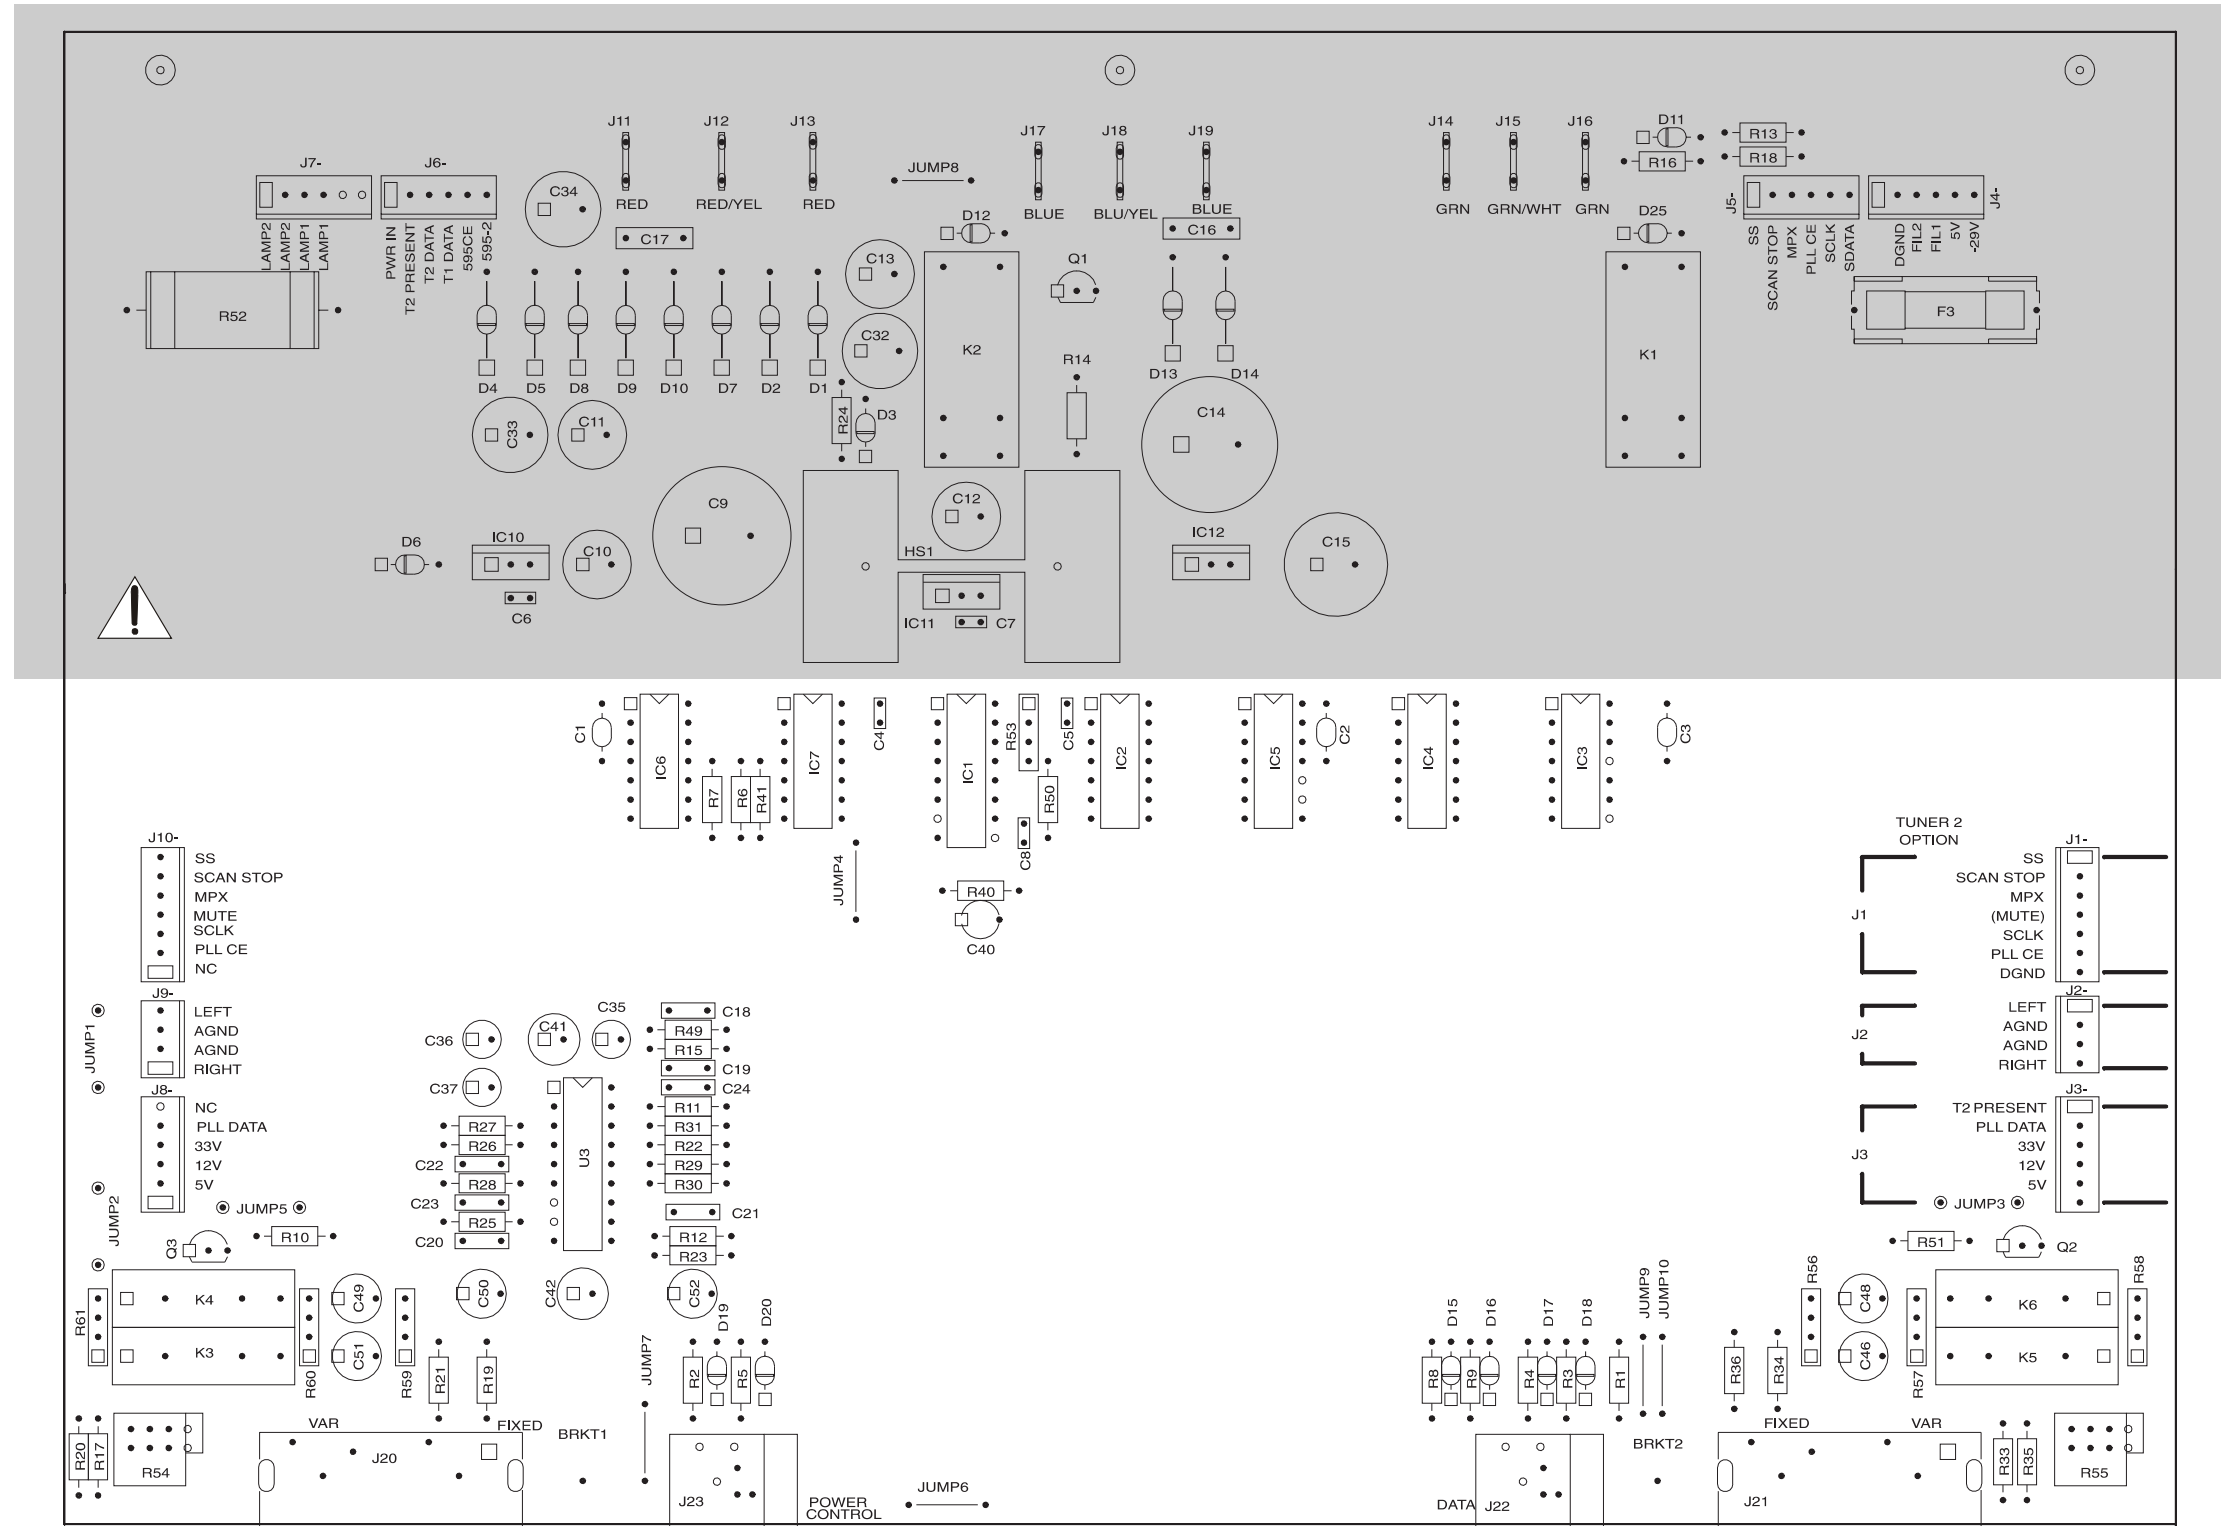 J11
J12
J13
J17
J18
J19
J14
J15
J16
D11
R13
R16
R18
J7-
J6-
C34
JUMP8
J5-
J4-
RED
RED/YEL
RED
BLUE
BLU/YEL
BLUE
GRN
GRN/WHT
GRN
LAMP2
LAMP2
LAMP1
LAMP1
PWR IN
T2 PRESENT
T2 DATA
T1 DATA
595CE
595-2
C17
D12
C16
D25
SS
SCAN STOP
MPX
PLL CE
SCLK
SDATA
DGND
FIL2
FIL1
5V
-29V
C13
Q1
R52
C32
K2
R14
K1
F3
D4
D5
D8
D9
D10
D7
D2
D1
D13
D14
C33
C11
R24
D3
C14
C9
C12
D6
IC10
C10
HS1
IC12
C15
C6
IC11
C7
C1
IC6
R7
R6
R41
IC7
C4
IC1
R53
C5
IC2
IC5
C2
IC4
IC3
C3
R50
C8
JUMP4
R40
C40
J10-
SS
SCAN STOP
MPX
MUTE
SCLK
PLL CE
NC
TUNER 2
OPTION
J1-
SS
SCAN STOP
MPX
(MUTE)
SCLK
PLL CE
DGND
J1
J9-
LEFT
AGND
AGND
RIGHT
JUMP1
J2-
LEFT
AGND
AGND
RIGHT
J2
C36
C41
C35
C18
R49
R15
C19
C37
C24
J8-
NC
PLL DATA
33V
12V
5V
JUMP2
JUMP5
R27
R26
C22
R28
C23
R25
C20
U3
R11
R31
R22
R29
R30
C21
R12
R23
J3-
T2 PRESENT
PLL DATA
33V
12V
5V
J3
JUMP3
Q3
R10
R51
Q2
R61
K4
K3
R60
C49
C51
R59
C50
C42
C52
D19
D20
R21
R19
JUMP7
R2
R5
D15
D16
D17
D18
JUMP9
JUMP10
R8
R9
R4
R3
R1
R36
R34
R56
C48
C46
R57
K6
K5
R58
R20
R17
R54
VAR
J20
FIXED
BRKT1
J23
POWER
CONTROL
JUMP6
DATA
J22
BRKT2
FIXED
VAR
J21
R33
R35
R55